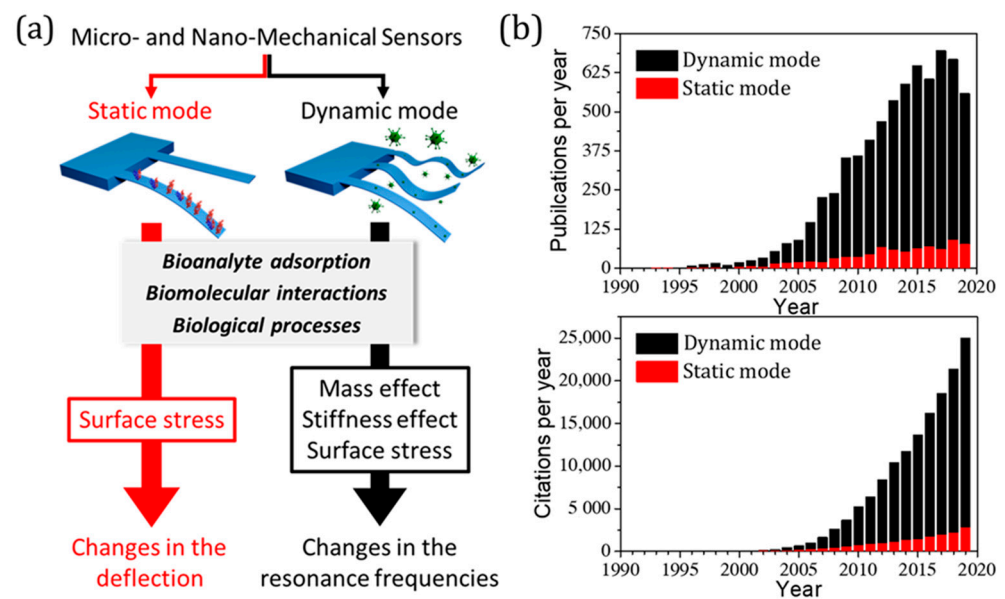 (a)
Micro- and Nano-Mechanical Sensors
Static mode
Dynamic mode
Bioanalyte adsorption
Biomolecular interactions
Biological processes
Surface stress
Mass effect
Stiffness effect
Surface stress
Changes in the
deflection
Changes in the
resonance frequencies
(b)
750
625
500
375
250
125
0
Pubilcations per year
Dynamic mode
Static mode
1990
1995
2000
2005
2010
2015
2020
Year
25,000
20,000
15,000
10,000
5 000
0
Citations per year
Dynamic mode
Static mode
1990
1995
2000
2005
2010
2015
2020
Year